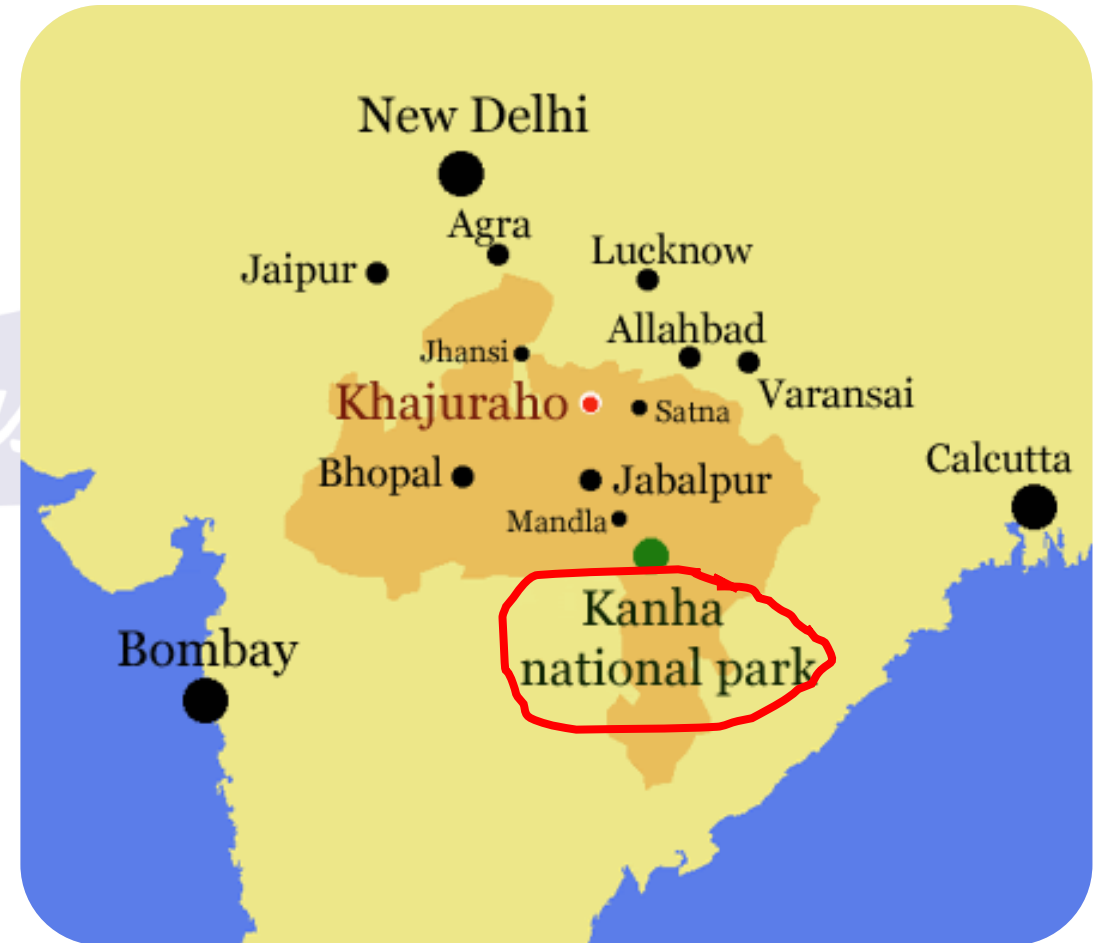 New Delhi
Agra
Jaipur
Lucknow
Allahbad
Jhansi
Varansai
Khajuraho
Satna
Bhopal
Jabalpur
Calcutta
Mandla
Kanha
national park
Bombay